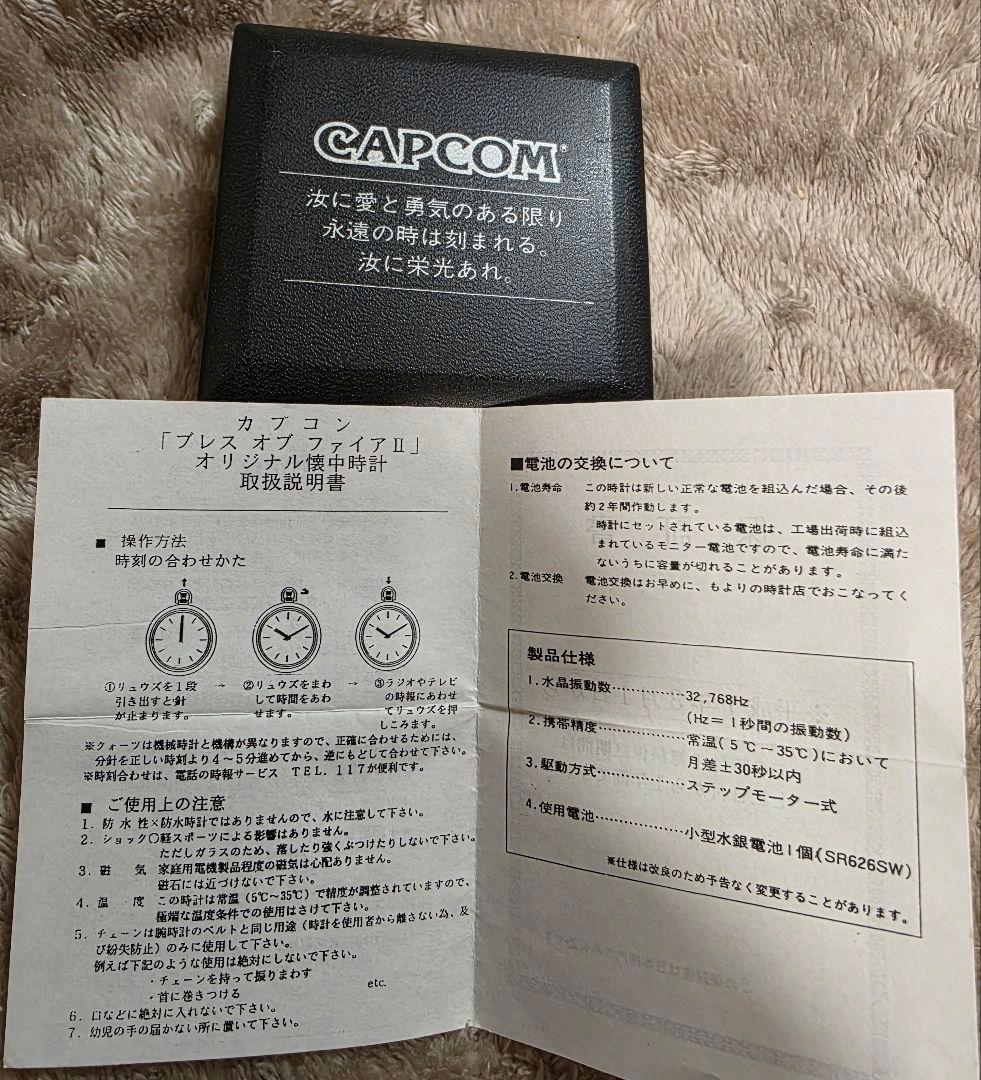 CAPCOM®
汝に愛と勇気のある限り
永遠の時は刻まれる。
汝に栄光あれ。
カプコン
「ブレス オブ ファイアⅡ」
オリジナル懐中時計
取扱説明書
■ 操作方法
時刻の合わせかた
①リュウズを1段
引き出すと針
が止まります。
→
②リュウズをまわ
して時間をあわ
せます。
→
③ラジオやテレビ
の時報にあわせ
てリュウズを押
しこみます。
※クォーツは機械時計と機構が異なりますので、正確に合わせるためには、
分針を正しい時刻より4～5分進めてから、逆にもどして合わせて下さい。
※時刻合わせは、電話の時報サービス TEL. 117が便利です。
■ ご使用上の注意
1. 防水性×防水時計ではありませんので、水に注意して下さい。
2. ショック○軽スポーツによる影響はありません。
ただしガラスのため、落したり強くぶつけたりしないで下さい。
3. 磁 気 家庭用電機製品程度の磁気は心配ありません。
磁石には近づけないで下さい。
4. 温 度 この時計は常温(5℃～35℃)で精度が調整されていますので、
極端な温度条件での使用はさけて下さい。
5. チェーンは腕時計のベルトと同じ用途(時計を使用者から離さない為、及
び紛失防止)のみに使用して下さい。
例えば下記のような使用は絶対にしないで下さい。
・チェーンを持って振りまわす
・首に巻きつける etc.
6. 口などに絶対に入れないで下さい。
7. 幼児の手の届かない所に置いて下さい。
■電池の交換について
1.電池寿命 この時計は新しい正常な電池を組込んだ場合、その後
約2年間作動します。
時計にセットされている電池は、工場出荷時に組込
まれているモニター電池ですので、電池寿命に満た
ないうちに容量が切れることがあります。
2.電池交換 電池交換はお早めに、もよりの時計店でおこなってく
ださい。
製品仕様
1.水晶振動数……………32,768Hz
(Hz＝1秒間の振動数)
2.携帯精度………………常温(5℃～35℃)において
月差±30秒以内
3.駆動方式………………ステップモーター式
4.使用電池………………小型水銀電池1個(SR626SW)
※仕様は改良のため予告なく変更することがあります。